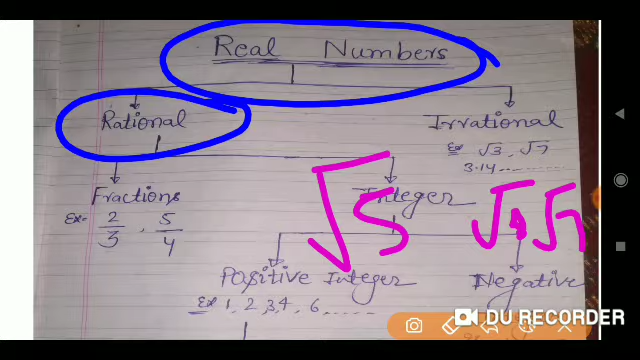 Real Numbers
Rational
Irrational
Ex √3, √7
3.14..........
Fractions
Integer
Ex:- 2/3, 5/4
√5
√7
Positive Integer
Negative
Ex 1, 2, 3, 4, 6, .....
DU RECORDER